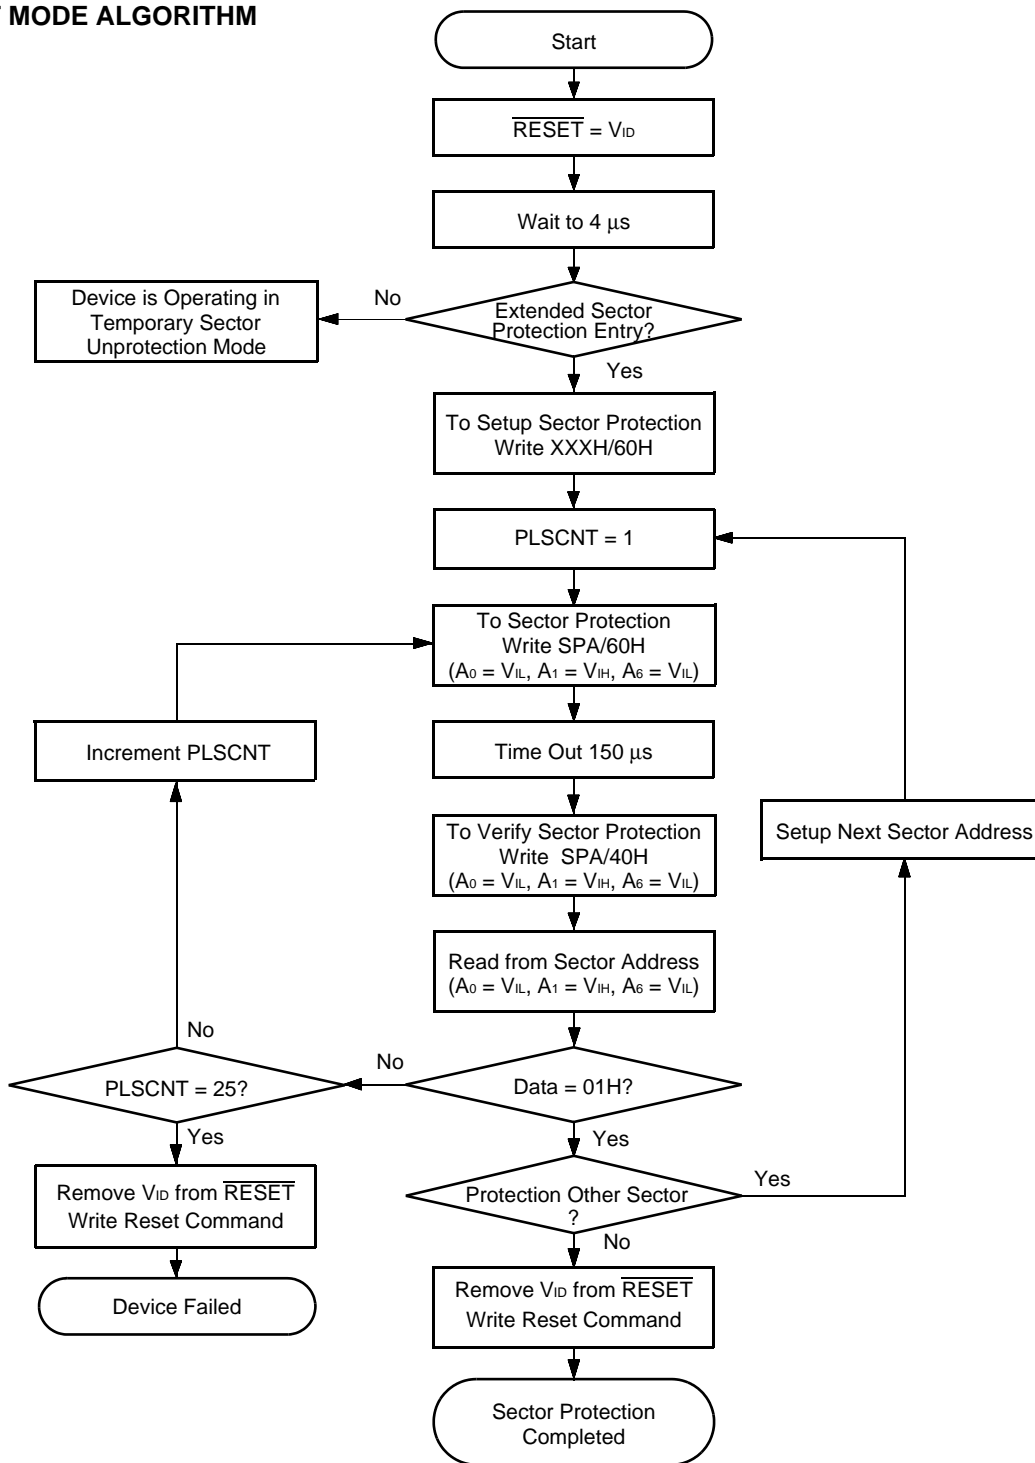 MODE ALGORITHM
Start
RESET = VID
Wait to 4 µs
No
Device is Operating in
Temporary Sector
Unprotection Mode
Extended Sector
Protection Entry?
Yes
To Setup Sector Protection
Write XXXH/60H
PLSCNT = 1
To Sector Protection
Write SPA/60H
(A0 = VIL, A1 = VIH, A6 = VIL)
Increment PLSCNT
Time Out 150 µs
To Verify Sector Protection
Write SPA/40H
(A0 = VIL, A1 = VIH, A6 = VIL)
Setup Next Sector Address
Read from Sector Address
(A0 = VIL, A1 = VIH, A6 = VIL)
No
No
PLSCNT = 25?
Data = 01H?
Yes
Yes
Remove VID from RESET
Write Reset Command
Protection Other Sector
?
Yes
No
Device Failed
Remove VID from RESET
Write Reset Command
Sector Protection
Completed